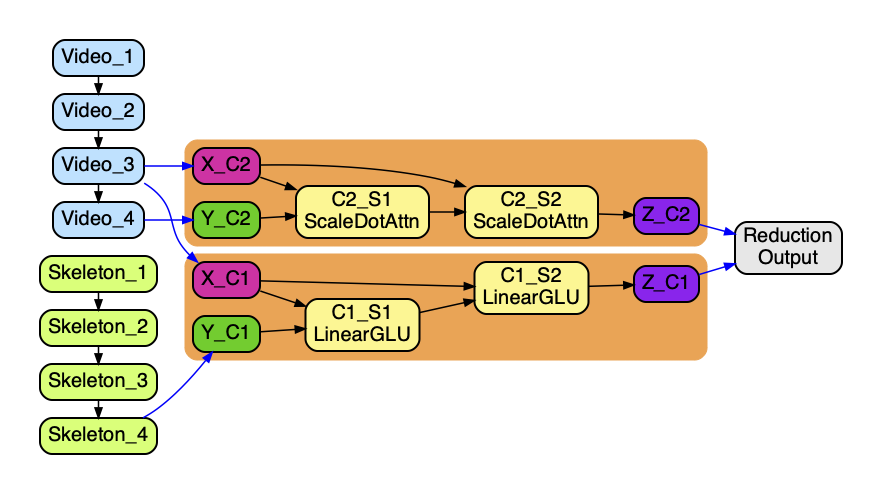 Video_1
Video_2
Video_3
Video_4
Skeleton_1
Skeleton_2
Skeleton_3
Skeleton_4
X_C2
Y_C2
C2_S1
ScaleDotAttn
C2_S2
ScaleDotAttn
Z_C2
X_C1
Y_C1
C1_S1
LinearGLU
C1_S2
LinearGLU
Z_C1
Reduction
Output